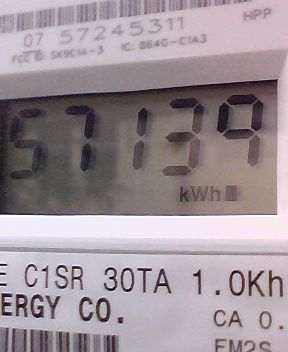 HPP
07 57245311
FCC ID: SK9C1A-3 IC: 864G-C1A3
57139
kWh
E C1SR 30TA 1.0Kh
ERGY CO.
CA 0.
FM2S